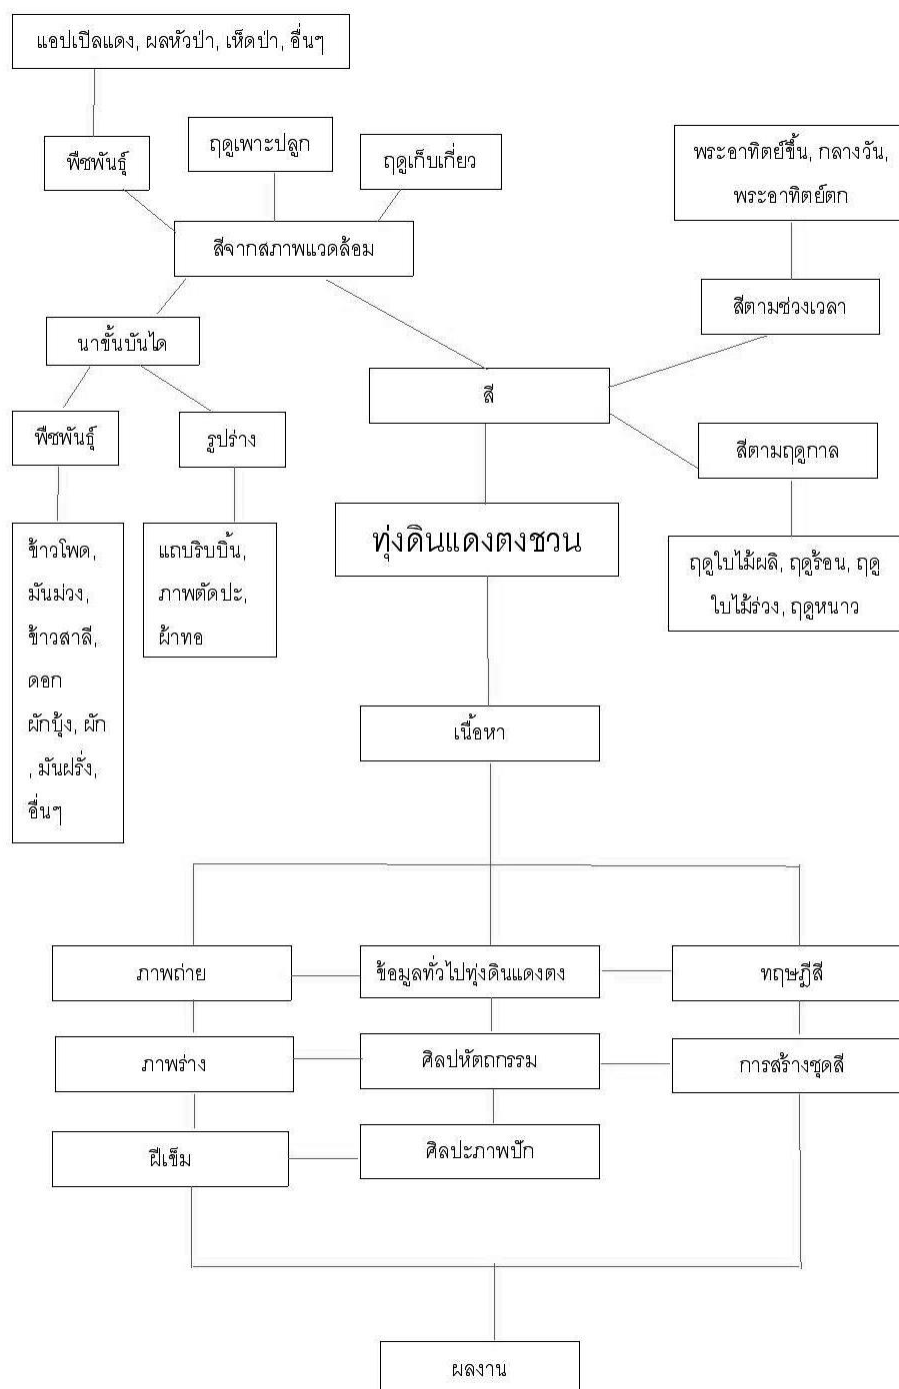 แอปเปิลแดง, ผลหัวป่า, เห็ดป่า, อื่นๆ
พืชพันธุ์
ฤดูเพาะปลูก
ฤดูเก็บเกี่ยว
สีจากสภาพแวดล้อม
พระอาทิตย์ขึ้น, กลางวัน,
พระอาทิตย์ตก
สีตามช่วงเวลา
นาขั้นบันได
สี
พืชพันธุ์
รูปร่าง
สีตามฤดูกาล
ข้าวโพด,
มันม่วง,
ข้าวสาลี,
ดอก
ผักบุ้ง, ผัก
, มันฝรั่ง,
อื่นๆ
แถบริบบิ้น,
ภาพตัดปะ,
ผ้าทอ
ทุ่งดินแดงตงชวน
ฤดูใบไม้ผลิ, ฤดูร้อน, ฤดู
ใบไม้ร่วง, ฤดูหนาว
เนื้อหา
ภาพถ่าย
ข้อมูลทั่วไปทุ่งดินแดงตง
ทฤษฎีสี
ภาพร่าง
ศิลปหัตถกรรม
การสร้างชุดสี
ฝีเข็ม
ศิลปะภาพปัก
ผลงาน